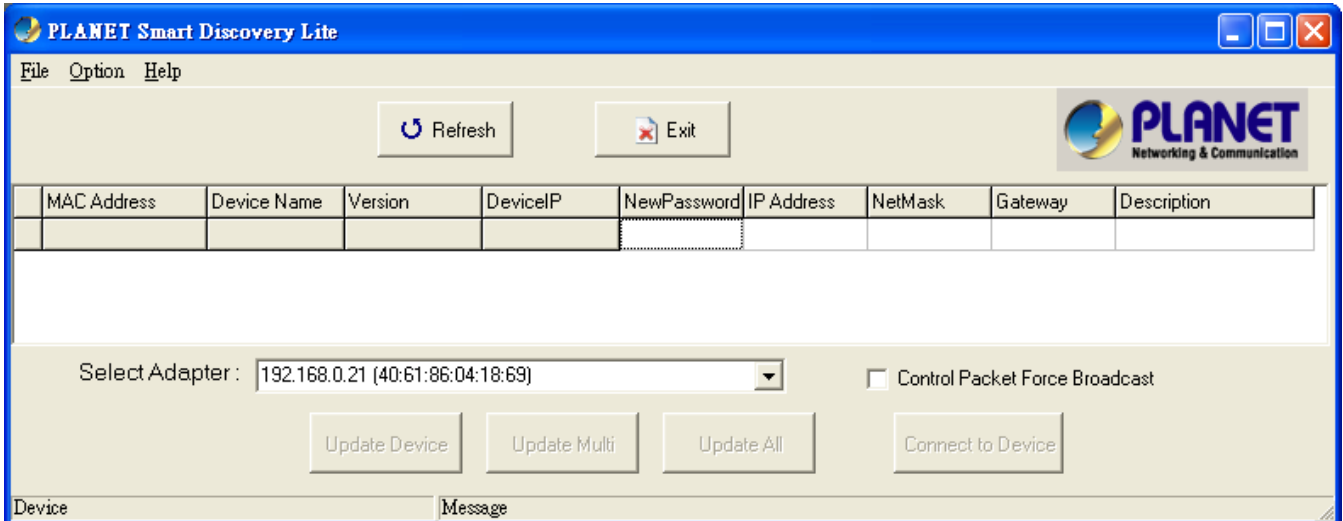 PLANET Smart Discovery Lite
File Option Help
Refresh Exit
PLANET
Networking & Communication
MAC Address Device Name Version DeviceIP NewPassword IP Address NetMask Gateway Description
Select Adapter : 192.168.0.21 (40:61:86:04:18:69) Control Packet Force Broadcast
Update Device Update Multi Update All Connect to Device
Device Message